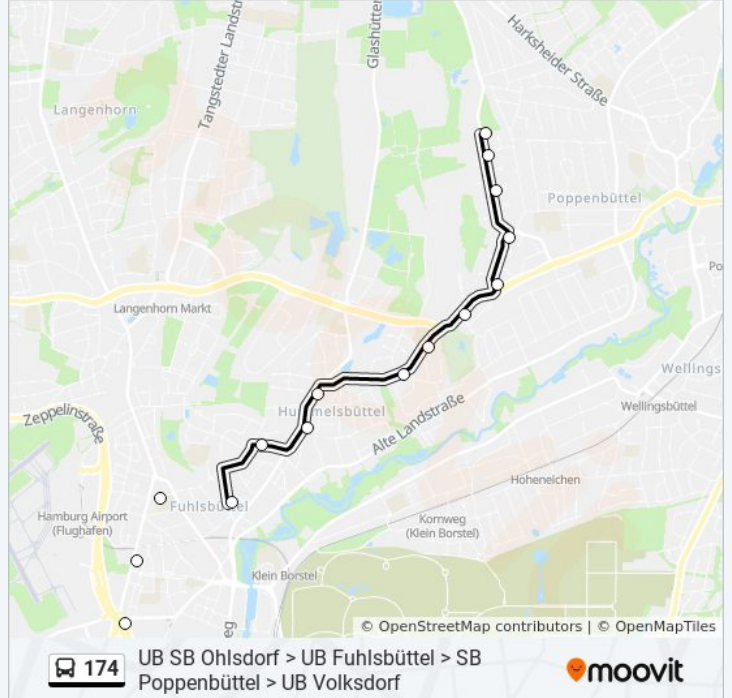 Tangstedter Landstr
Glashütten
Harksheider Straße
Langenhorn
Poppenbüttel
Po
Langenhorn Markt
Wellings
Hummelsbüttel
Alte Landstraße
Wellingsbüttel
Zeppelinstraße
Hoheneichen
Fuhlsbüttel
Hamburg Airport
(Flughafen)
Kornweg
(Klein Borstel)
Klein Borstel
eg
© OpenStreetMap contributors | © OpenMapTiles
174
UB SB Ohlsdorf > UB Fuhlsbüttel > SB
Poppenbüttel > UB Volksdorf
moovit